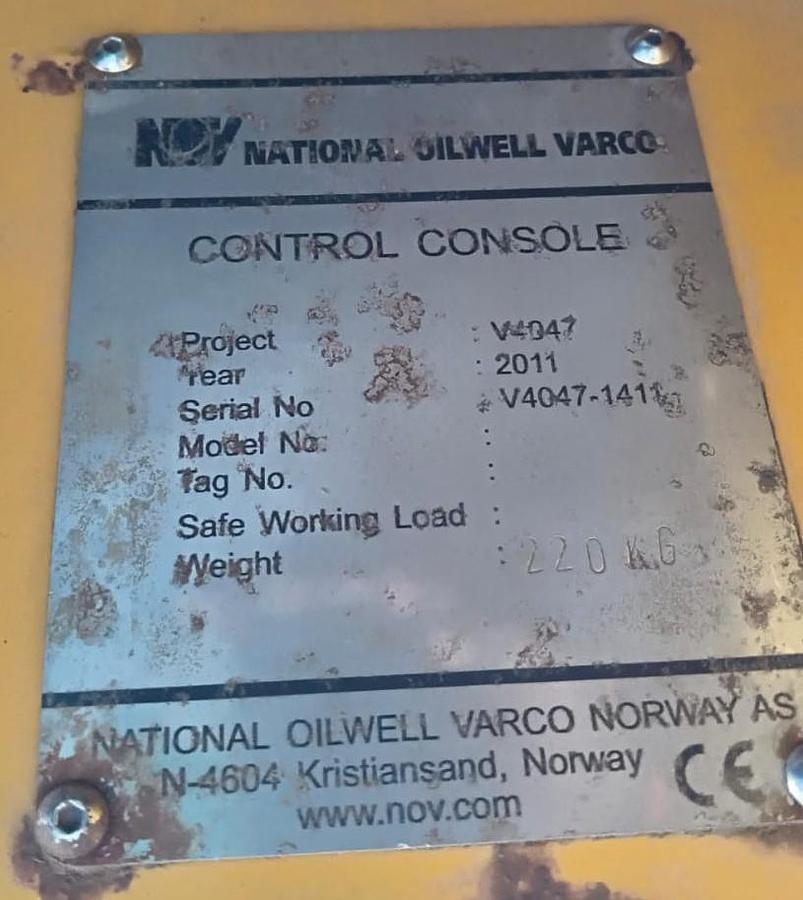 NOV NATIONAL OILWELL VARCO
CONTROL CONSOLE
Project : V4047
Year : 2011
Serial No : V4047-1411
Model No. :
Tag No. :
Safe Working Load :
Weight : 220 KG
NATIONAL OILWELL VARCO NORWAY AS
N-4604 Kristiansand, Norway
www.nov.com
CE